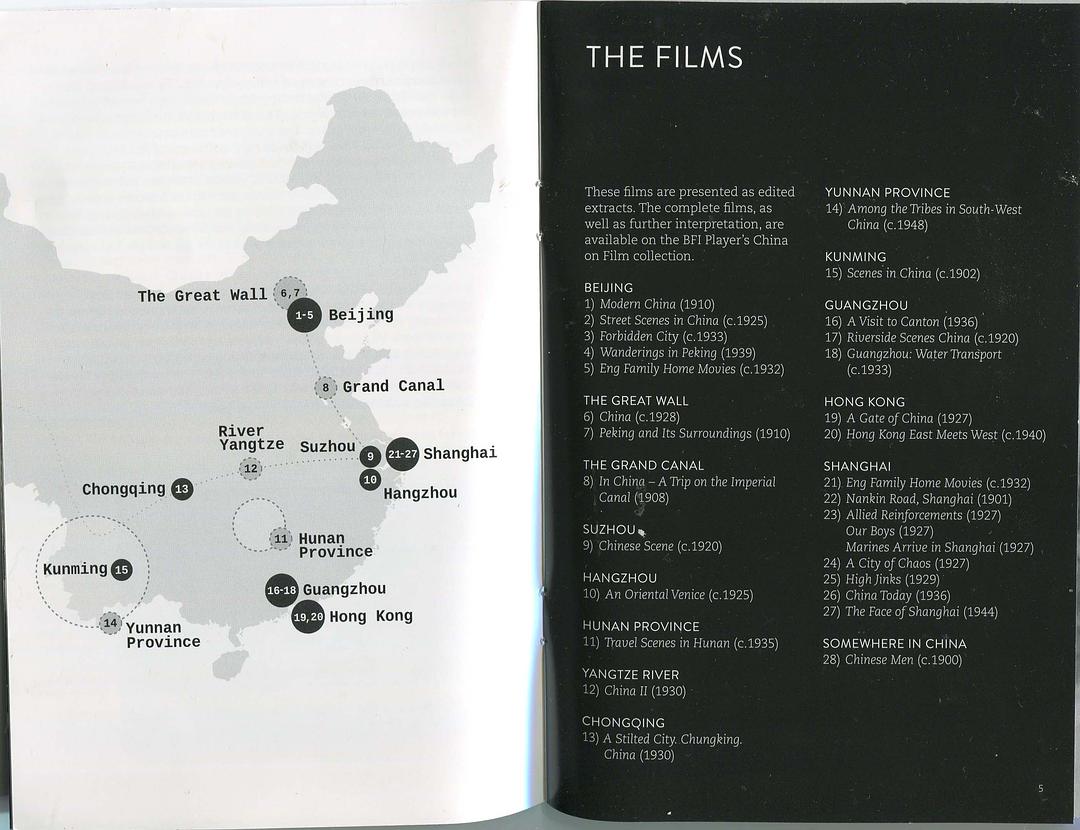 The Great Wall
6,7
1-5
Beijing
8
Grand Canal
River
Yangtze
12
Suzhou
9
21-27
Shanghai
10
Hangzhou
Chongqing
13
11
Hunan
Province
Kunming
15
16-18
Guangzhou
19,20
Hong Kong
14
Yunnan
Province
THE FILMS
These films are presented as edited
extracts. The complete films, as
well as further interpretation, are
available on the BFI Player's China
on Film collection.
BEIJING
1) Modern China (1910)
2) Street Scenes in China (c.1925)
3) Forbidden City (c.1933)
4) Wanderings in Peking (1939)
5) Eng Family Home Movies (c.1932)
THE GREAT WALL
6) China (c.1928)
7) Peking and Its Surroundings (1910)
THE GRAND CANAL
8) In China – A Trip on the Imperial
Canal (1908)
SUZHOU
9) Chinese Scene (c.1920)
HANGZHOU
10) An Oriental Venice (c.1925)
HUNAN PROVINCE
11) Travel Scenes in Hunan (c.1935)
YANGTZE RIVER
12) China II (1930)
CHONGQING
13) A Stilted City. Chungking.
China (1930)
YUNNAN PROVINCE
14) Among the Tribes in South-West
China (c.1948)
KUNMING
15) Scenes in China (c.1902)
GUANGZHOU
16) A Visit to Canton (1936)
17) Riverside Scenes China (c.1920)
18) Guangzhou: Water Transport
(c.1933)
HONG KONG
19) A Gate of China (1927)
20) Hong Kong East Meets West (c.1940)
SHANGHAI
21) Eng Family Home Movies (c.1932)
22) Nankin Road, Shanghai (1901)
23) Allied Reinforcements (1927)
Our Boys (1927)
Marines Arrive in Shanghai (1927)
24) A City of Chaos (1927)
25) High Jinks (1929)
26) China Today (1936)
27) The Face of Shanghai (1944)
SOMEWHERE IN CHINA
28) Chinese Men (c.1900)
5